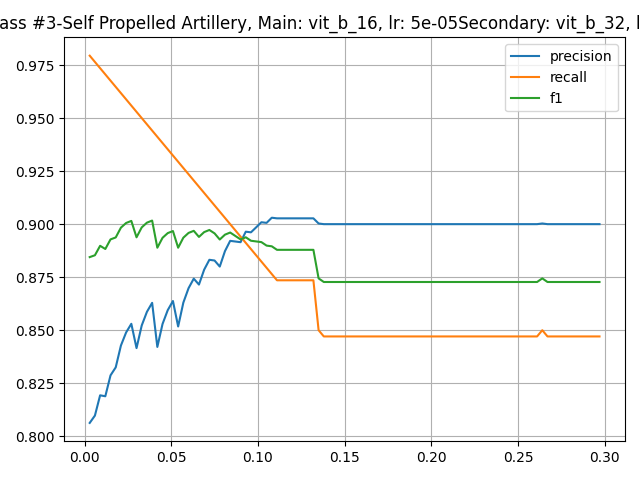 ass #3-Self Propelled Artillery, Main: vit_b_16, lr: 5e-05Secondary: vit_b_32, l
precision
recall
f1
0.975
0.950
0.925
0.900
0.875
0.850
0.825
0.800
0.00 0.05 0.10 0.15 0.20 0.25 0.30